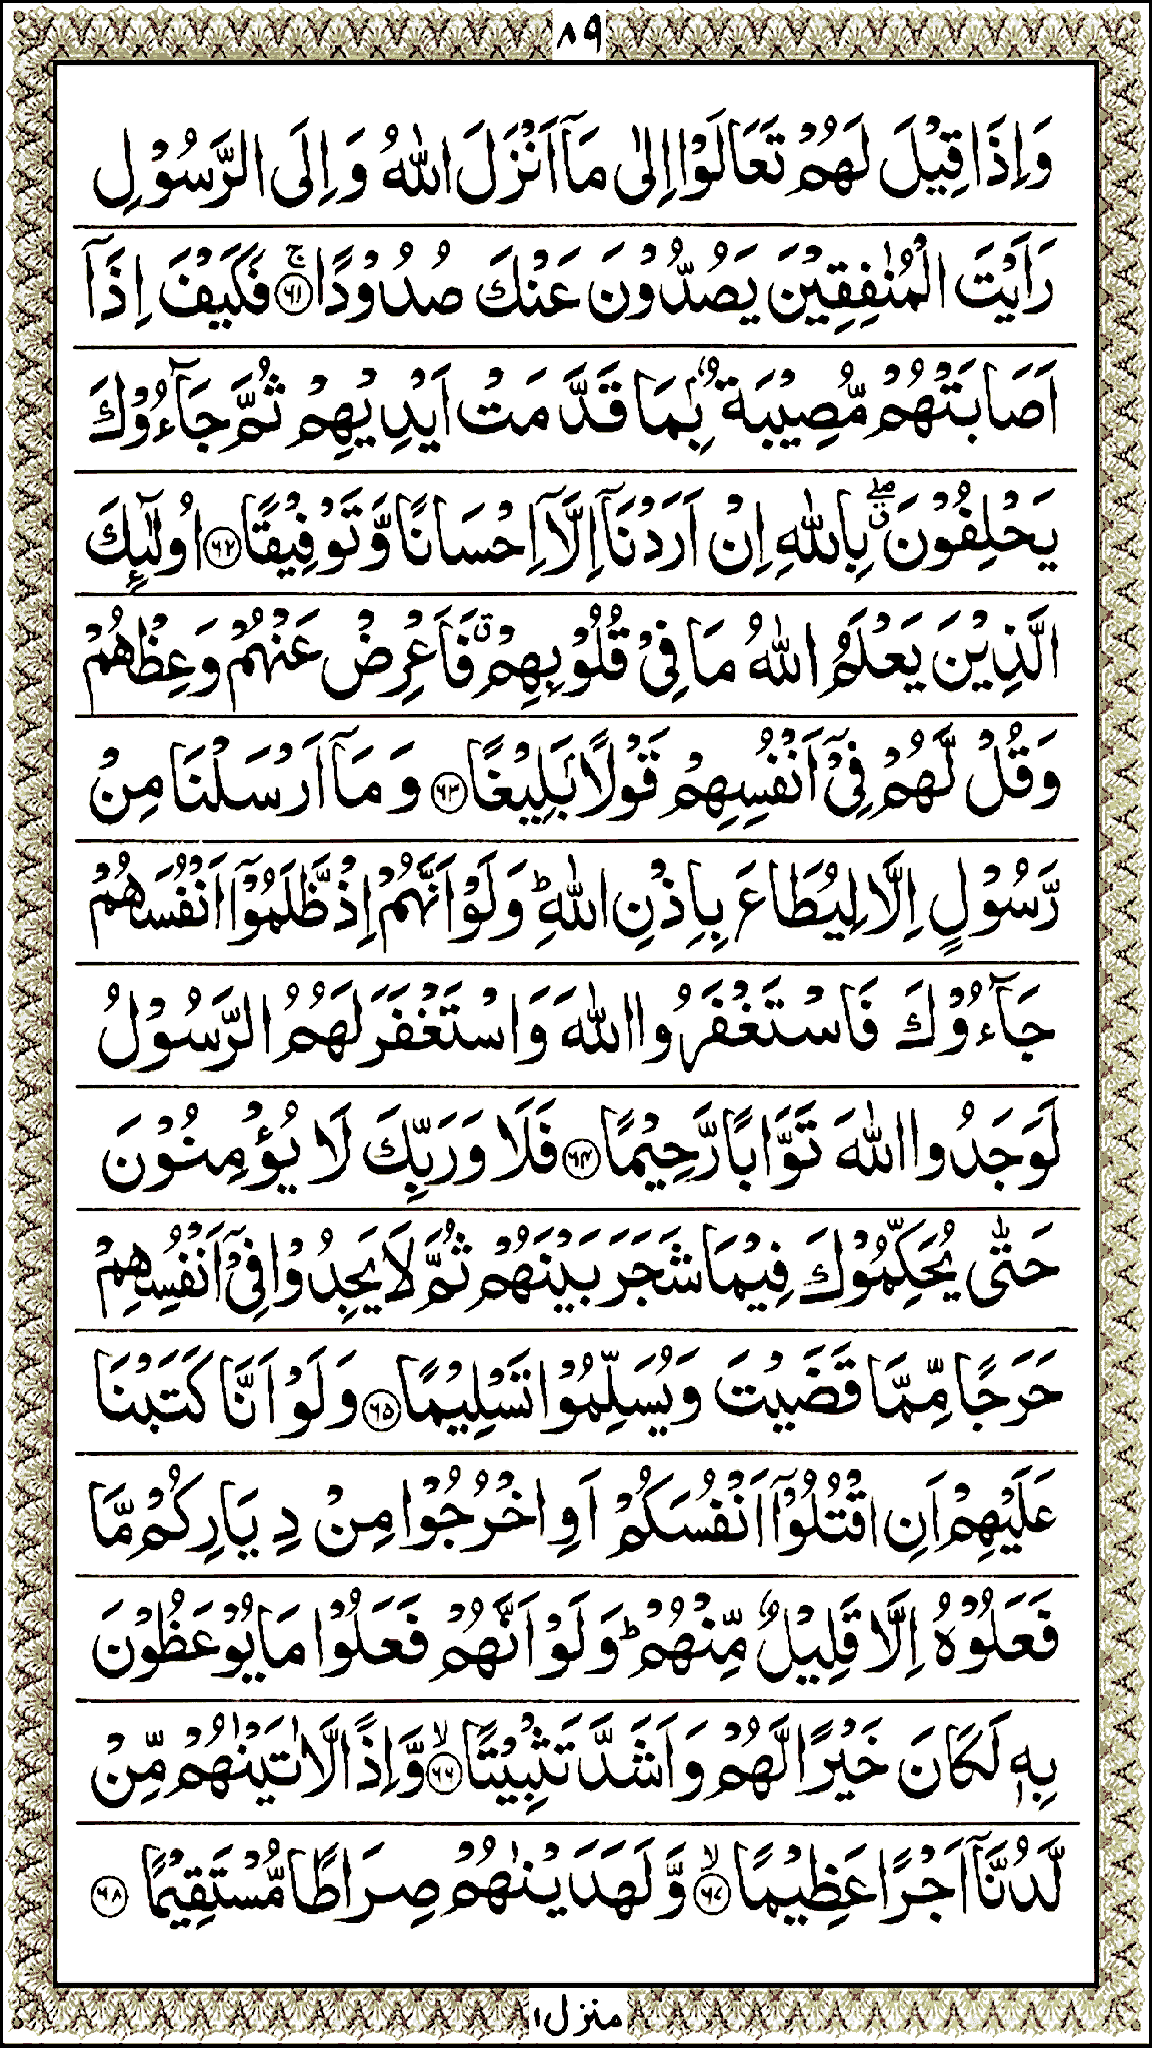 ٨٩
وَاِذَا قِيْلَ لَهُمْ تَعَالَوْا اِلٰى مَاۤ اَنْزَلَ اللّٰهُ وَ اِلَى الرَّسُوْلِ
رَاَيْتَ الْمُنٰفِقِيْنَ يَصُدُّوْنَ عَنْكَ صُدُوْدًا ۚ ﴿٦١﴾ فَكَيْفَ اِذَاۤ
اَصَابَتْهُمْ مُّصِيْبَةٌۢ بِمَا قَدَّمَتْ اَيْدِيْهِمْ ثُمَّ جَآءُوْكَ
يَحْلِفُوْنَ ۖۗ بِاللّٰهِ اِنْ اَرَدْنَاۤ اِلَّاۤ اِحْسَانًا وَّ تَوْفِيْقًا ﴿٦٢﴾ اُولٰٓئِكَ
الَّذِيْنَ يَعْلَمُ اللّٰهُ مَا فِيْ قُلُوْبِهِمْ ۗ فَاَعْرِضْ عَنْهُمْ وَعِظْهُمْ
وَقُلْ لَّهُمْ فِيْۤ اَنْفُسِهِمْ قَوْلًاۢ بَلِيْغًا ﴿٦٣﴾ وَ مَاۤ اَرْسَلْنَا مِنْ
رَّسُوْلٍ اِلَّا لِيُطَاعَ بِاِذْنِ اللّٰهِ ؕ وَلَوْ اَنَّهُمْ اِذْ ظَّلَمُوْۤا اَنْفُسَهُمْ
جَآءُوْكَ فَاسْتَغْفَرُوا اللّٰهَ وَاسْتَغْفَرَ لَهُمُ الرَّسُوْلُ
لَوَجَدُوا اللّٰهَ تَوَّابًا رَّحِيْمًا ﴿٦٤﴾ فَلَا وَرَبِّكَ لَا يُؤْمِنُوْنَ
حَتّٰى يُحَكِّمُوْكَ فِيْمَا شَجَرَ بَيْنَهُمْ ثُمَّ لَا يَجِدُوْا فِيْۤ اَنْفُسِهِمْ
حَرَجًا مِّمَّا قَضَيْتَ وَيُسَلِّمُوْا تَسْلِيْمًا ﴿٦٥﴾ وَلَوْ اَنَّا كَتَبْنَا
عَلَيْهِمْ اَنِ اقْتُلُوْۤا اَنْفُسَكُمْ اَوِ اخْرُجُوْا مِنْ دِيَارِكُمْ مَّا
فَعَلُوْهُ اِلَّا قَلِيْلٌ مِّنْهُمْ ؕ وَلَوْ اَنَّهُمْ فَعَلُوْا مَا يُوْعَظُوْنَ
بِهٖ لَكَانَ خَيْرًا لَّهُمْ وَاَشَدَّ تَثْبِيْتًا ۙ ﴿٦٦﴾ وَّاِذًا لَّاٰتَيْنٰهُمْ مِّنْ
لَّدُنَّاۤ اَجْرًا عَظِيْمًا ۙ ﴿٦٧﴾ وَّ لَهَدَيْنٰهُمْ صِرَاطًا مُّسْتَقِيْمًا ﴿٦٨﴾
منزل ١